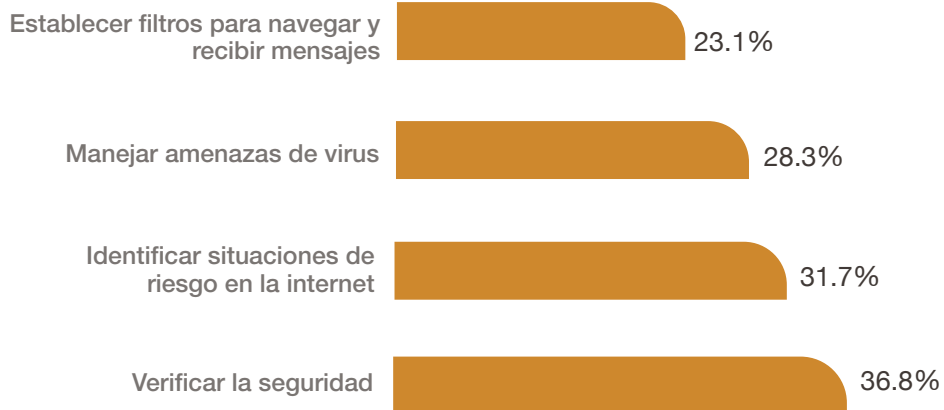 Establecer filtros para navegar y
recibir mensajes
23.1%
Manejar amenazas de virus
28.3%
Identificar situaciones de
riesgo en la internet
31.7%
Verificar la seguridad
36.8%